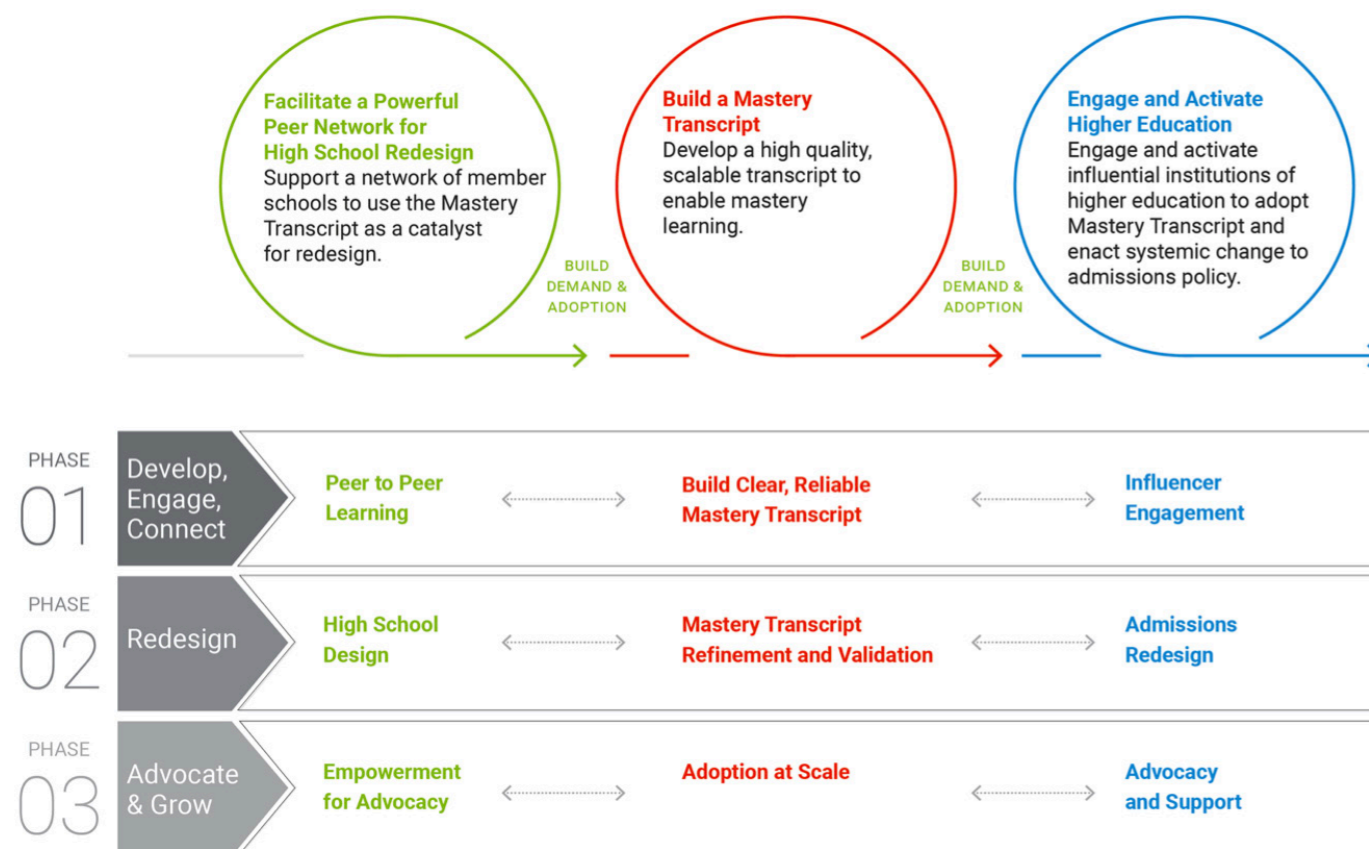 Facilitate a Powerful
Peer Network for
High School Redesign
Support a network of member
schools to use the Mastery
Transcript as a catalyst
for redesign.
BUILD
DEMAND &
ADOPTION
Build a Mastery
Transcript
Develop a high quality,
scalable transcript to
enable mastery
learning.
BUILD
DEMAND &
ADOPTION
Engage and Activate
Higher Education
Engage and activate
influential institutions of
higher education to adopt
Mastery Transcript and
enact systemic change to
admissions policy.
PHASE
01
Develop,
Engage,
Connect
Peer to Peer
Learning
Build Clear, Reliable
Mastery Transcript
Influencer
Engagement
PHASE
02
Redesign
High School
Design
Mastery Transcript
Refinement and Validation
Admissions
Redesign
PHASE
03
Advocate
& Grow
Empowerment
for Advocacy
Adoption at Scale
Advocacy
and Support